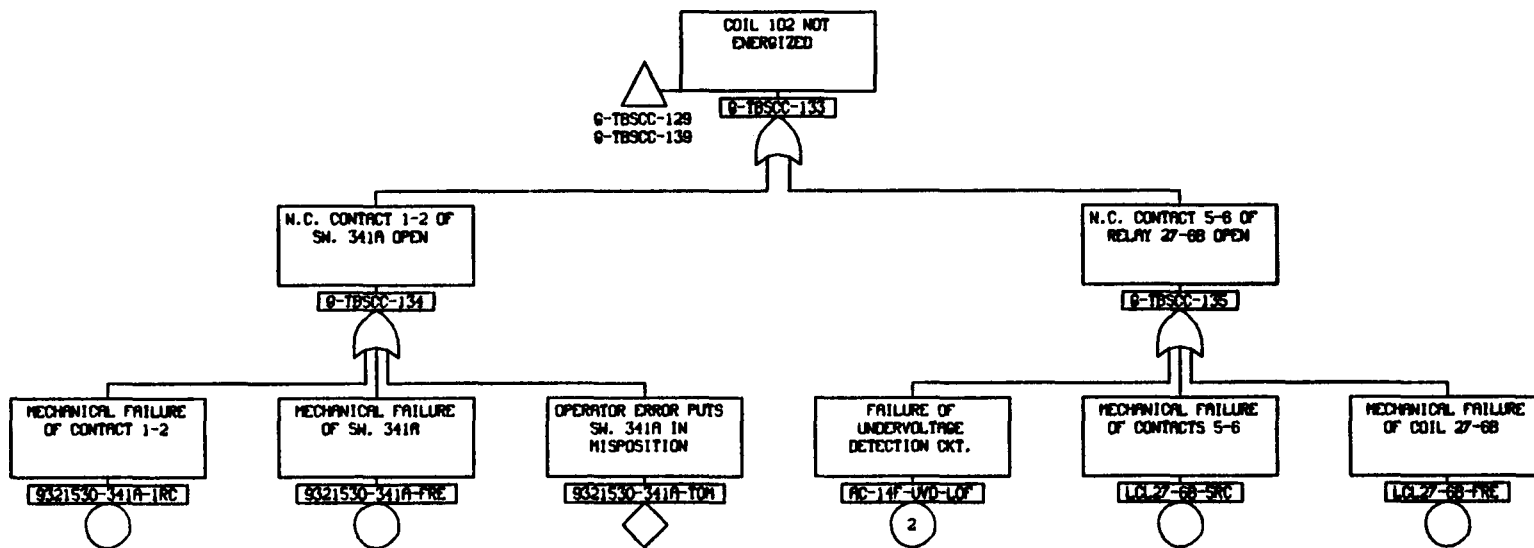 COIL 102 NOT
ENERGIZED
G-TBSCC-133
G-TBSCC-129
G-TBSCC-139
N.C. CONTACT 1-2 OF
SW. 341A OPEN
G-TBSCC-134
N.C. CONTACT 5-6 OF
RELAY 27-6B OPEN
G-TBSCC-135
MECHANICAL FAILURE
OF CONTACT 1-2
9321530-341A-1RC
MECHANICAL FAILURE
OF SW. 341A
9321530-341A-FRE
OPERATOR ERROR PUTS
SW. 341A IN
MISPOSITION
9321530-341A-TOM
FAILURE OF
UNDERVOLTAGE
DETECTION CKT.
AC-14F-UVD-LOF
2
MECHANICAL FAILURE
OF CONTACTS 5-6
LCL27-6B-5RC
MECHANICAL FAILURE
OF COIL 27-6B
LCL27-6B-FRE